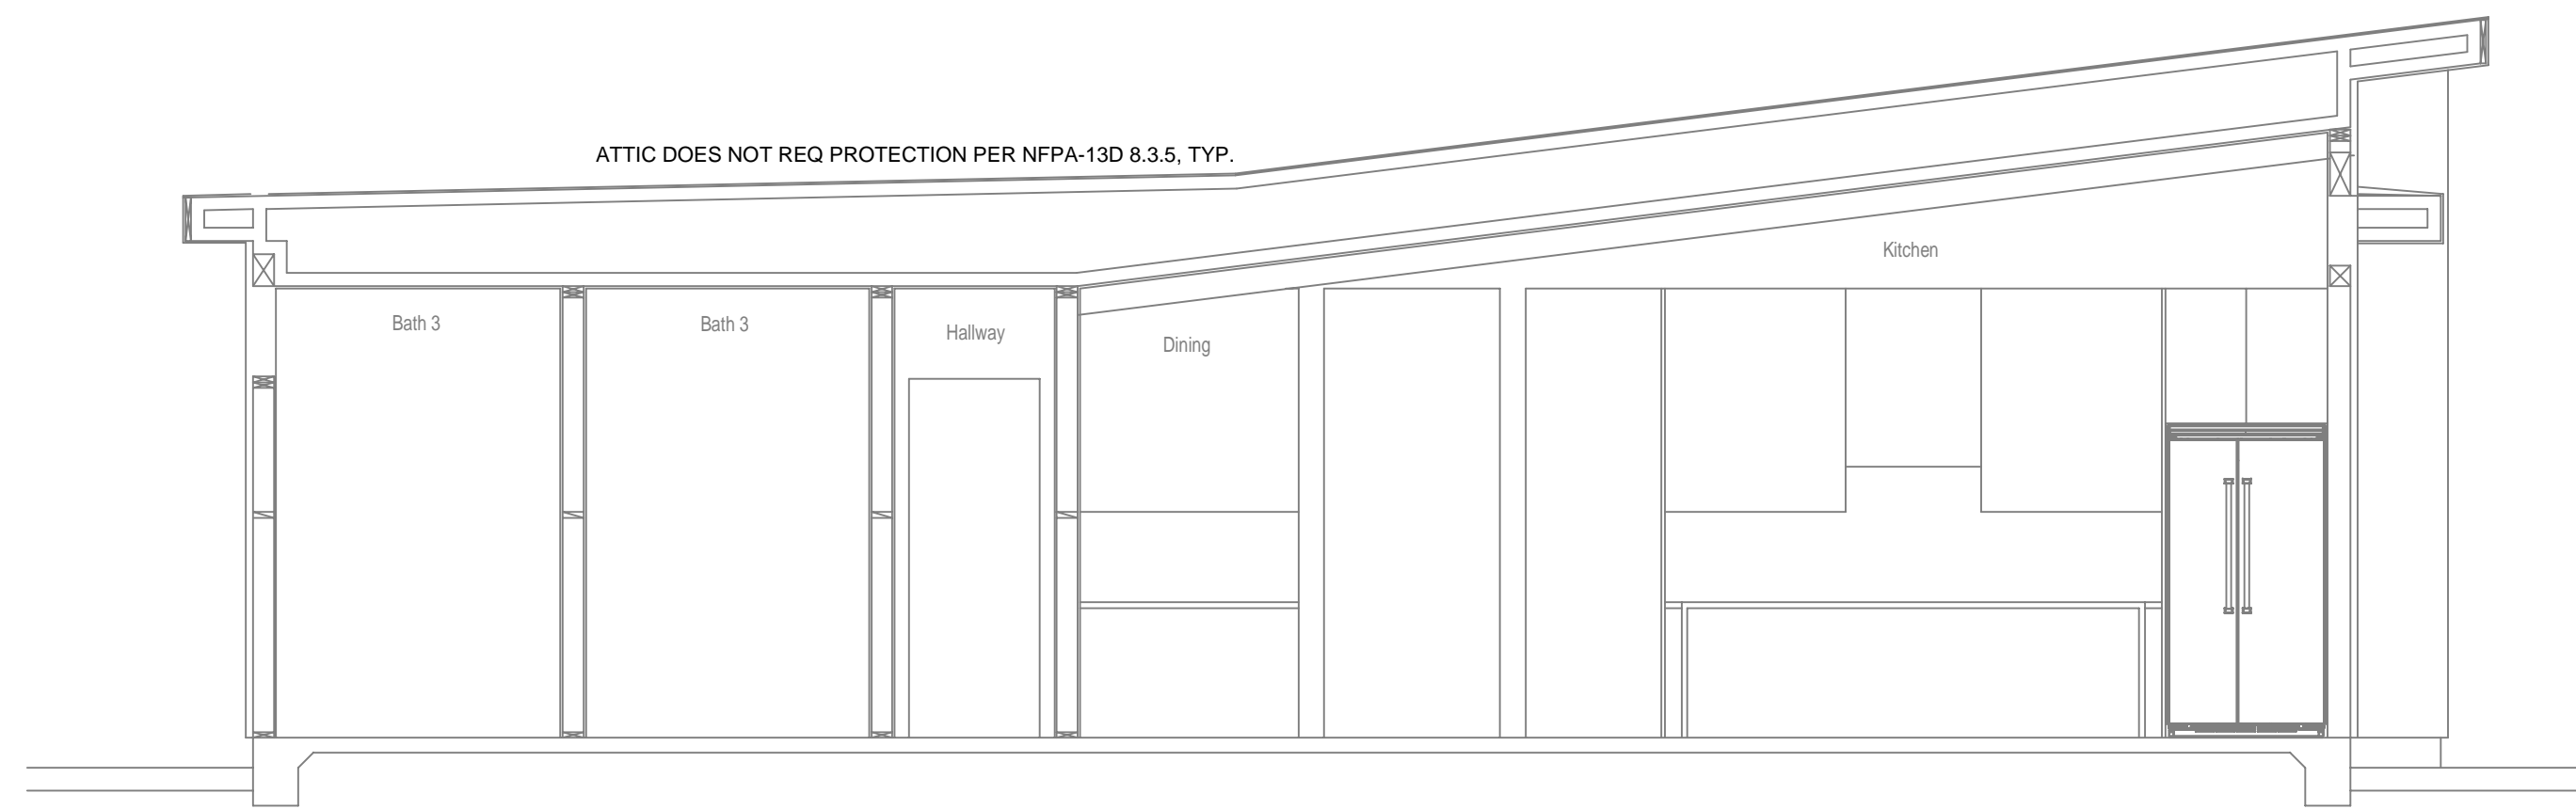 ATTIC DOES NOT REQ PROTECTION PER NFPA-13D 8.3.5, TYP.
Kitchen
Bath 3
Bath 3
Hallway
Dining